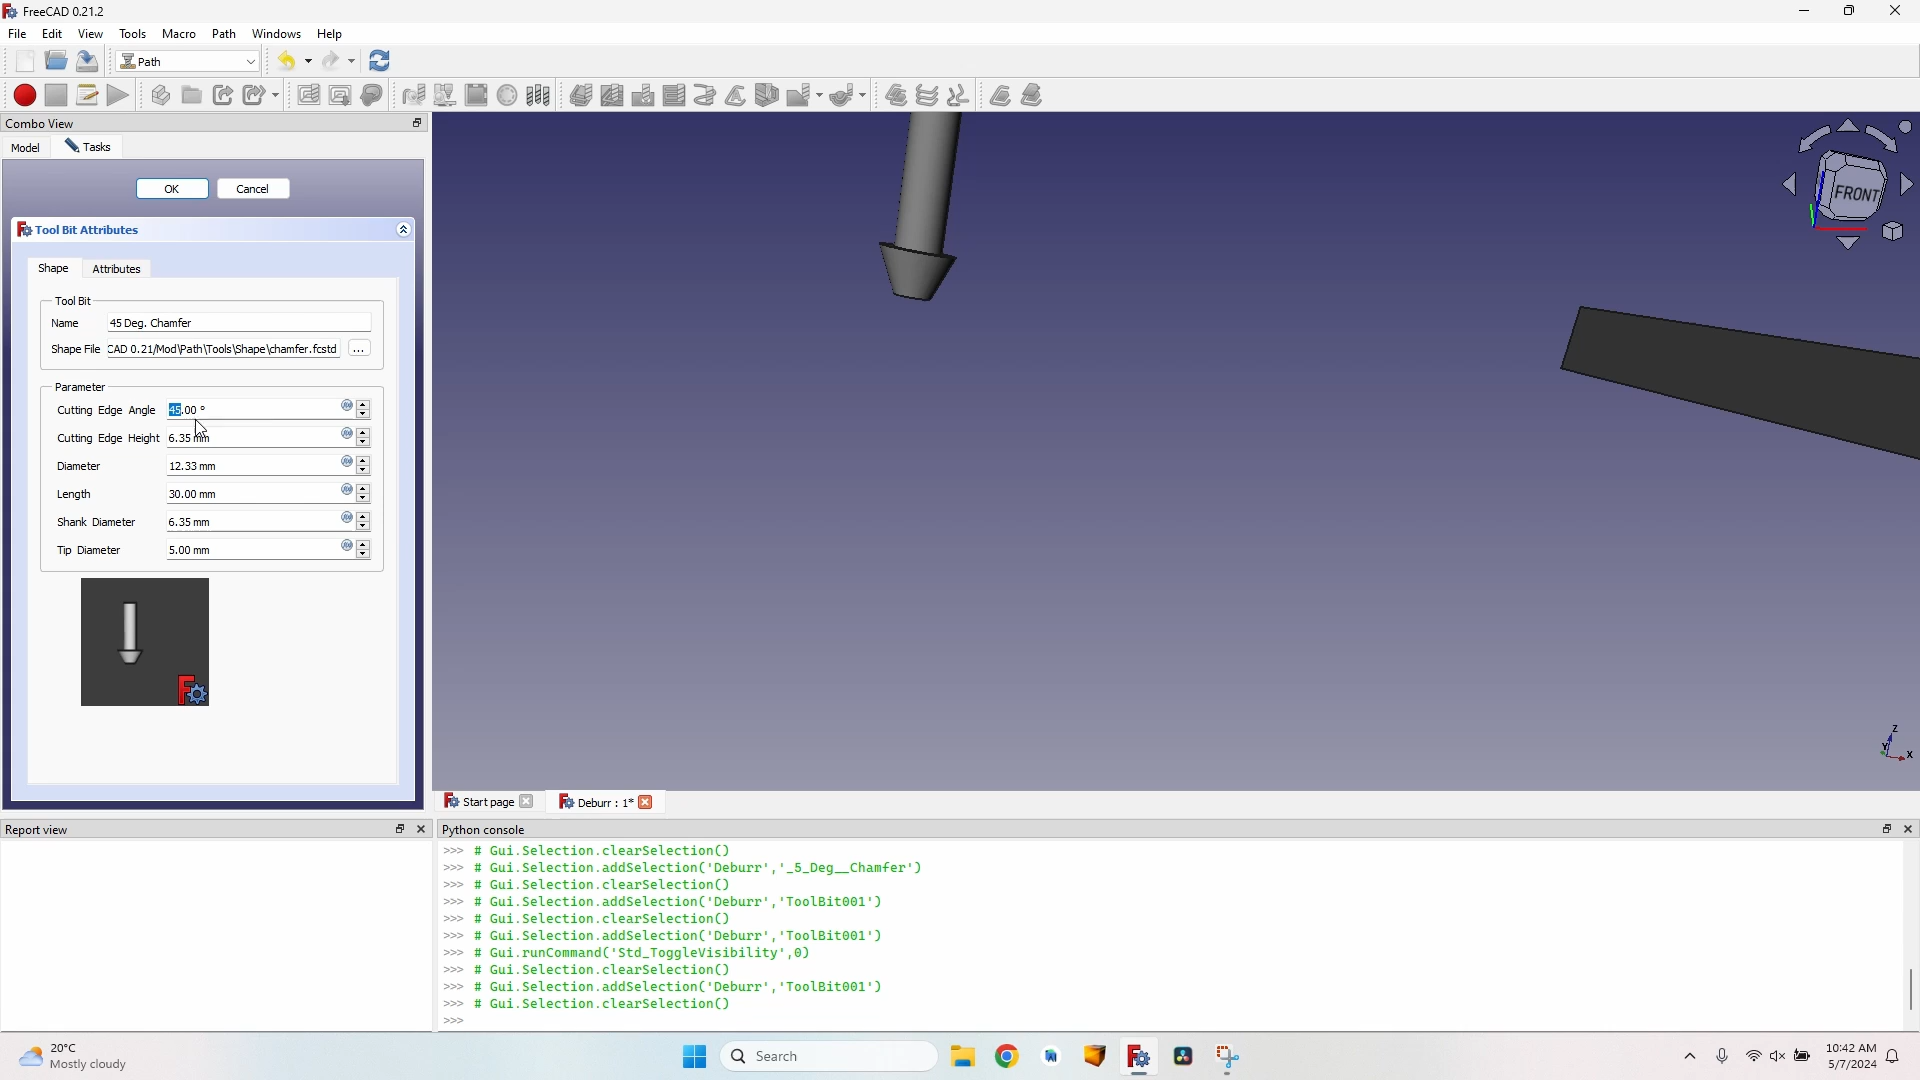 FreeCAD 0.21.2
File Edit View Tools Macro Path Windows Help
Path
Combo View
Model Tasks
OK Cancel
Tool Bit Attributes
Shape Attributes
Tool Bit
Name 45 Deg. Chamfer
Shape File CAD 0.21/Mod\Path\Tools\Shape\chamfer.fcstd ...
Parameter
Cutting Edge Angle 45.00 °
Cutting Edge Height 6.35 mm
Diameter 12.33 mm
Length 30.00 mm
Shank Diameter 6.35 mm
Tip Diameter 5.00 mm
FRONT
Z
Y X
Start page Deburr : 1*
Report view
Python console
>>> # Gui.Selection.clearSelection()
>>> # Gui.Selection.addSelection('Deburr','_5_Deg__Chamfer')
>>> # Gui.Selection.clearSelection()
>>> # Gui.Selection.addSelection('Deburr','ToolBit001')
>>> # Gui.Selection.clearSelection()
>>> # Gui.Selection.addSelection('Deburr','ToolBit001')
>>> # Gui.runCommand('Std_ToggleVisibility',0)
>>> # Gui.Selection.clearSelection()
>>> # Gui.Selection.addSelection('Deburr','ToolBit001')
>>> # Gui.Selection.clearSelection()
>>>
20°C
Mostly cloudy
Search
10:42 AM
5/7/2024